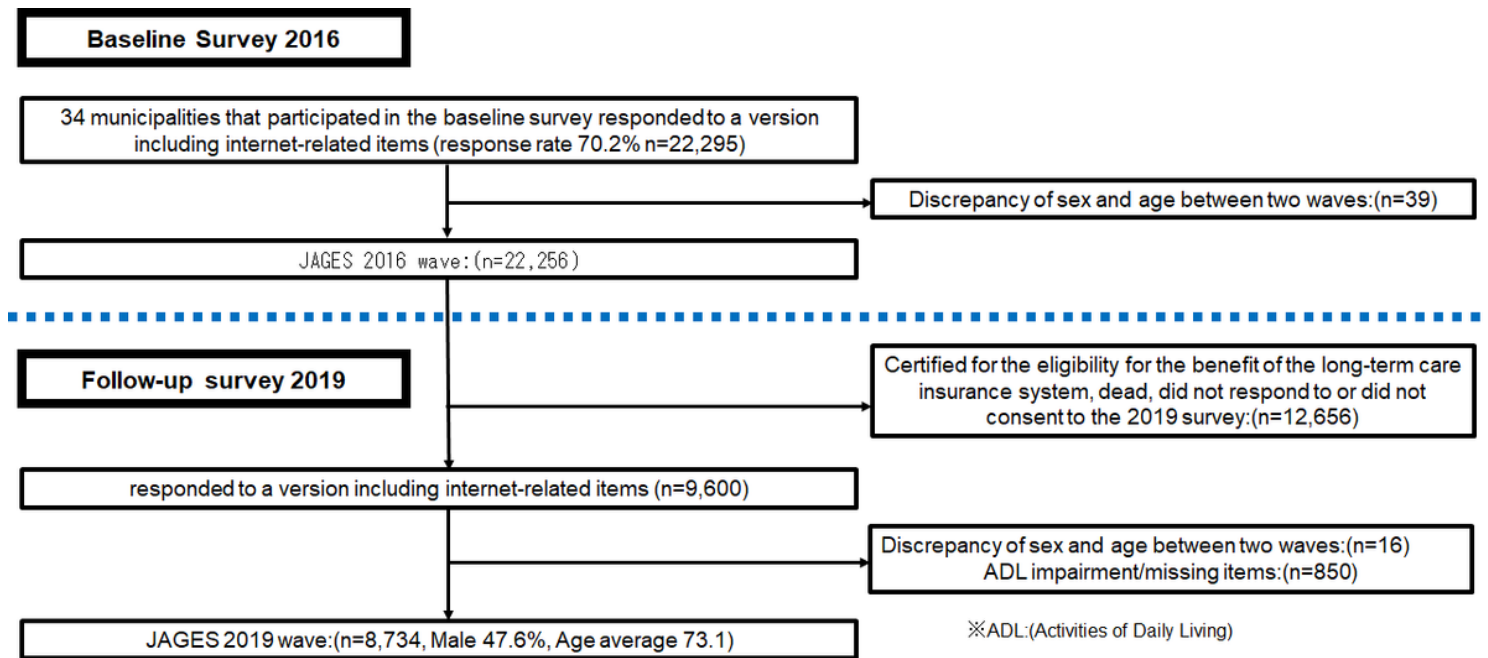 Baseline Survey 2016
34 municipalities that participated in the baseline survey responded to a version
including internet-related items (response rate 70.2% n=22,295)
Discrepancy of sex and age between two waves:(n=39)
JAGES 2016 wave:(n=22,256)
Follow-up survey 2019
Certified for the eligibility for the benefit of the long-term care
insurance system, dead, did not respond to or did not
consent to the 2019 survey:(n=12,656)
responded to a version including internet-related items (n=9,600)
Discrepancy of sex and age between two waves:(n=16)
ADL impairment/missing items:(n=850)
JAGES 2019 wave:(n=8,734, Male 47.6%, Age average 73.1)
※ADL:(Activities of Daily Living)